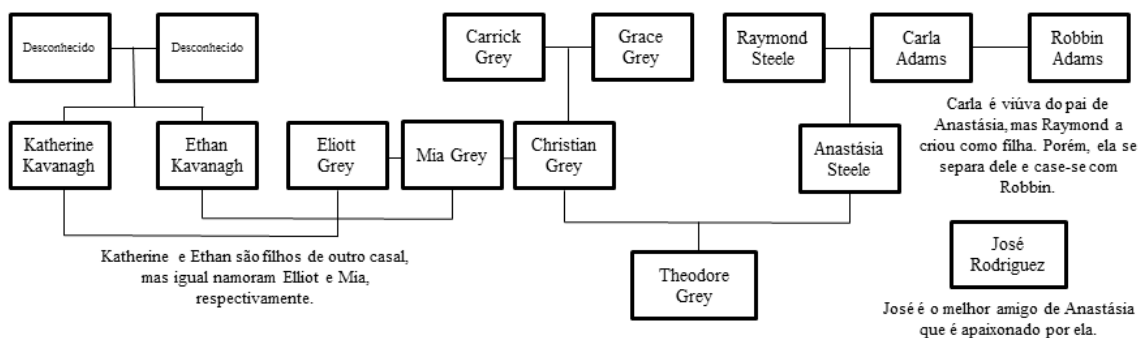 Desconhecido
Desconhecido
Carrick
Grey
Grace
Grey
Raymond
Steele
Carla
Adams
Robbin
Adams
Carla é viúva do pai de
Anastásia, mas Raymond a
criou como filha. Porém, ela se
separa dele e case-se com
Robbin.
Katherine
Kavanagh
Ethan
Kavanagh
Eliott
Grey
Mia Grey
Christian
Grey
Anastásia
Steele
Katherine e Ethan são filhos de outro casal,
mas igual namoram Elliot e Mia,
respectivamente.
Theodore
Grey
José
Rodriguez
José é o melhor amigo de Anastásia
que é apaixonado por ela.